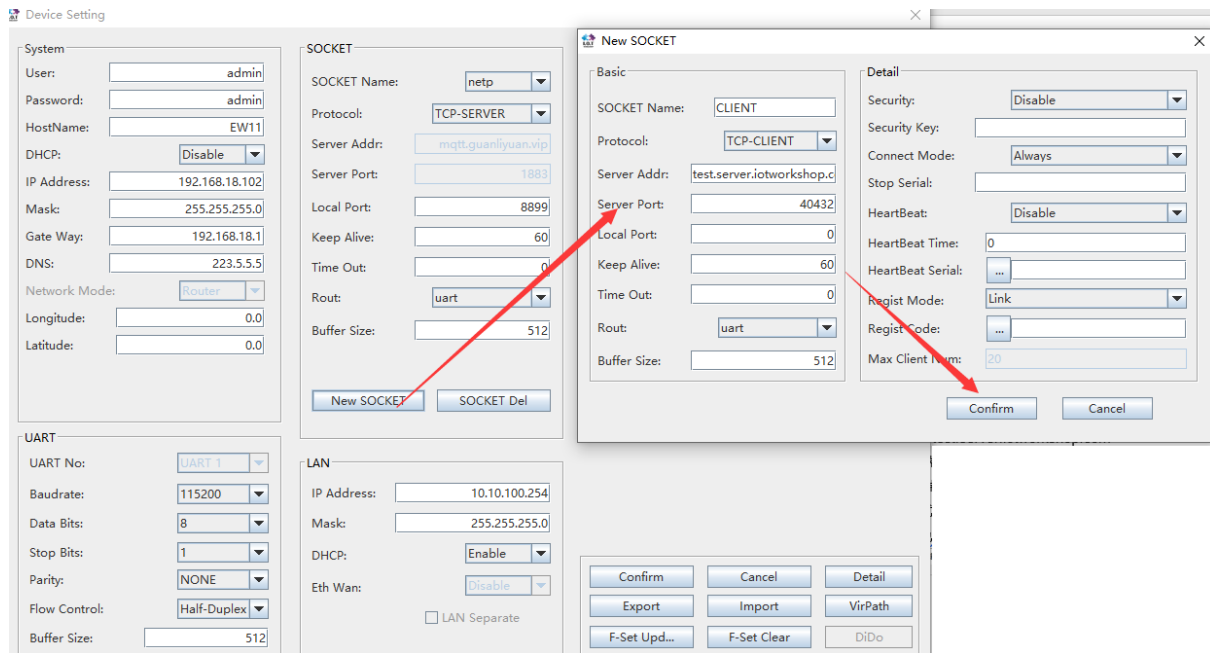 Device Setting
System
User: admin
Password: admin
HostName: EW11
DHCP: Disable
IP Address: 192.168.18.102
Mask: 255.255.255.0
Gate Way: 192.168.18.1
DNS: 223.5.5.5
Network Mode: Router
Longitude: 0.0
Latitude: 0.0
SOCKET
SOCKET Name: netp
Protocol: TCP-SERVER
Server Addr: mqtt.guanliyuan.vip
Server Port: 1883
Local Port: 8899
Keep Alive: 60
Time Out: 0
Rout: uart
Buffer Size: 512
New SOCKET SOCKET Del
New SOCKET
Basic
SOCKET Name: CLIENT
Protocol: TCP-CLIENT
Server Addr: test.server.iotworkshop.c
Server Port: 40432
Local Port: 0
Keep Alive: 60
Time Out: 0
Rout: uart
Buffer Size: 512
Detail
Security: Disable
Security Key:
Connect Mode: Always
Stop Serial:
HeartBeat: Disable
HeartBeat Time: 0
HeartBeat Serial: ...
Regist Mode: Link
Regist Code: ...
Max Client Num: 20
Confirm Cancel
UART
UART No: UART 1
Baudrate: 115200
Data Bits: 8
Stop Bits: 1
Parity: NONE
Flow Control: Half-Duplex
Buffer Size: 512
LAN
IP Address: 10.10.100.254
Mask: 255.255.255.0
DHCP: Enable
Eth Wan: Disable
LAN Separate
Confirm Cancel Detail
Export Import VirPath
F-Set Upd... F-Set Clear DiDo